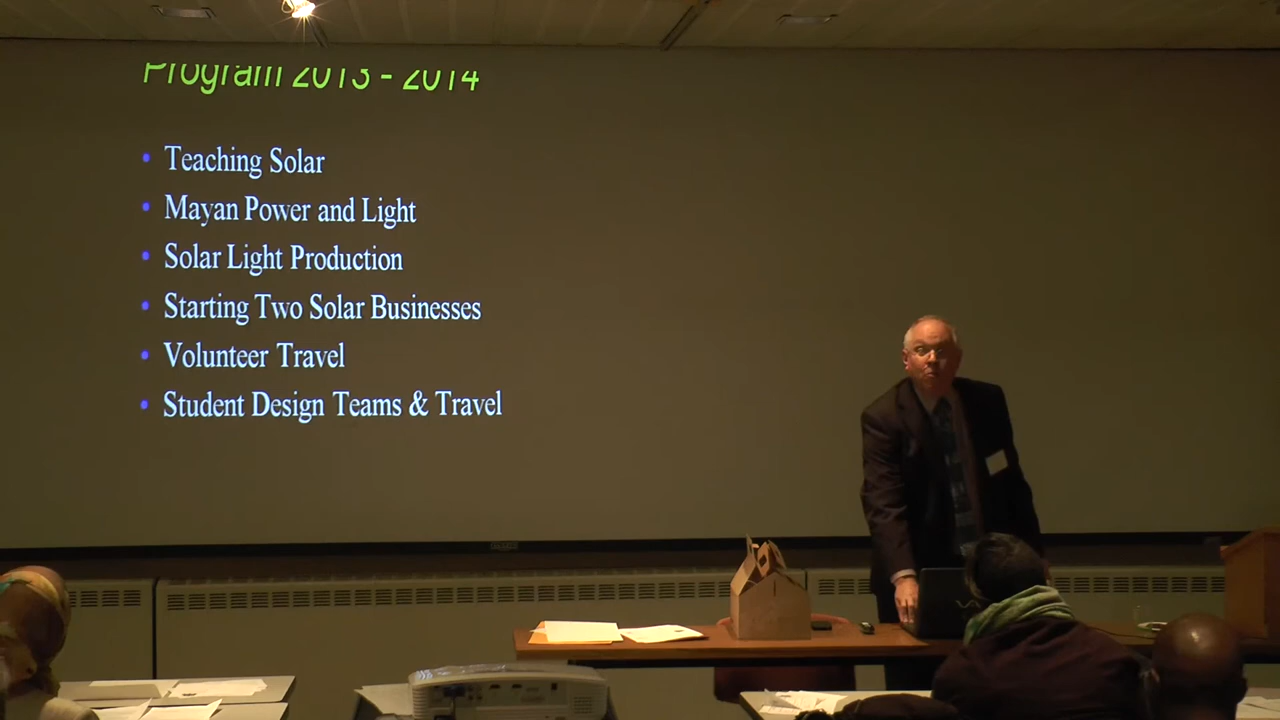 Program 2013 - 2014
• Teaching Solar
• Mayan Power and Light
• Solar Light Production
• Starting Two Solar Businesses
• Volunteer Travel
• Student Design Teams & Travel